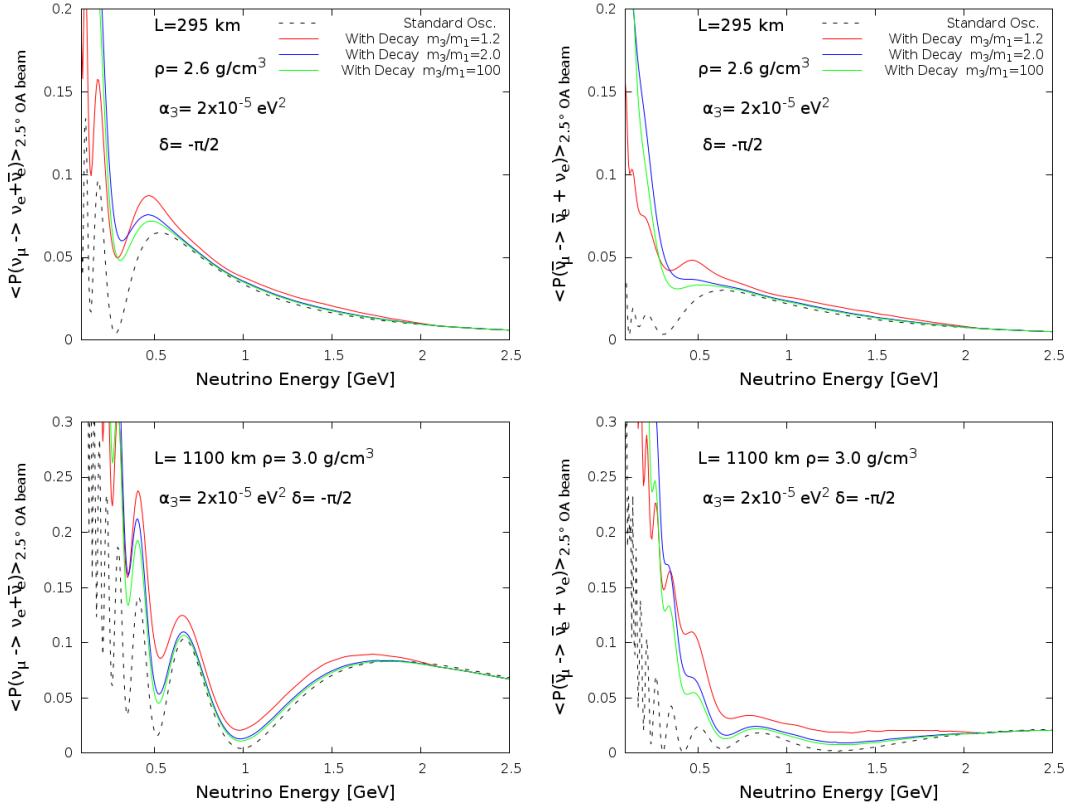 <P(νμ -> νe+ν̅e)>2.5° OA beam
0.2
0.15
0.1
0.05
0
L=295 km
ρ= 2.6 g/cm³
α₃= 2x10⁻⁵ eV²
δ= -π/2
Standard Osc.
With Decay m3/m1=1.2
With Decay m3/m1=2.0
With Decay m3/m1=100
0.5 1 1.5 2 2.5
Neutrino Energy [GeV]
<P(ν̅μ -> ν̅e + νe)>2.5° OA beam
0.2
0.15
0.1
0.05
0
L=295 km
ρ= 2.6 g/cm³
α₃= 2x10⁻⁵ eV²
δ= -π/2
Standard Osc.
With Decay m3/m1=1.2
With Decay m3/m1=2.0
With Decay m3/m1=100
0.5 1 1.5 2 2.5
Neutrino Energy [GeV]
<P(νμ -> νe+ν̅e)>2.5° OA beam
0.3
0.25
0.2
0.15
0.1
0.05
0
L= 1100 km ρ= 3.0 g/cm³
α₃= 2x10⁻⁵ eV² δ= -π/2
0.5 1 1.5 2 2.5
Neutrino Energy [GeV]
<P(ν̅μ -> ν̅e + νe)>2.5° OA beam
0.3
0.25
0.2
0.15
0.1
0.05
0
L= 1100 km ρ= 3.0 g/cm³
α₃= 2x10⁻⁵ eV² δ= -π/2
0.5 1 1.5 2 2.5
Neutrino Energy [GeV]